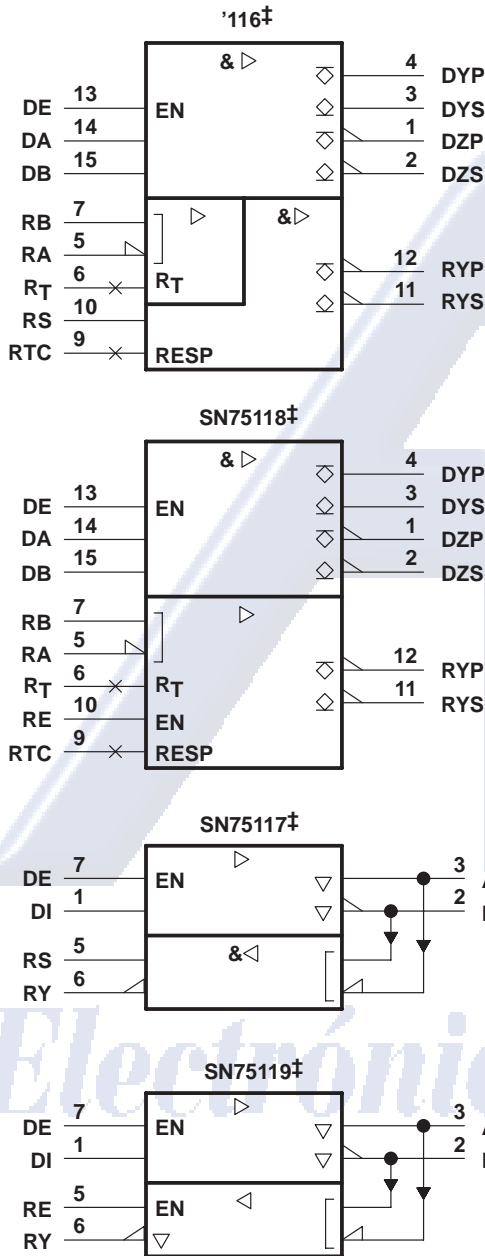 '116‡
& ▷
DE 13 EN 4 DYP
DA 14 3 DYS
DB 15 1 DZP
2 DZS
RB 7 ▷ &▷
RA 5
RT 6 RT 12 RYP
RS 10 11 RYS
RTC 9 RESP
SN75118‡
& ▷
DE 13 EN 4 DYP
DA 14 3 DYS
DB 15 1 DZP
2 DZS
RB 7 ▷
RA 5
RT 6 RT 12 RYP
RE 10 EN 11 RYS
RTC 9 RESP
SN75117‡
DE 7 EN ▷ 3
DI 1 2
RS 5 &◁
RY 6
Electrónic
SN75119‡
DE 7 EN ▷ 3
DI 1 2
RE 5 EN ◁
RY 6